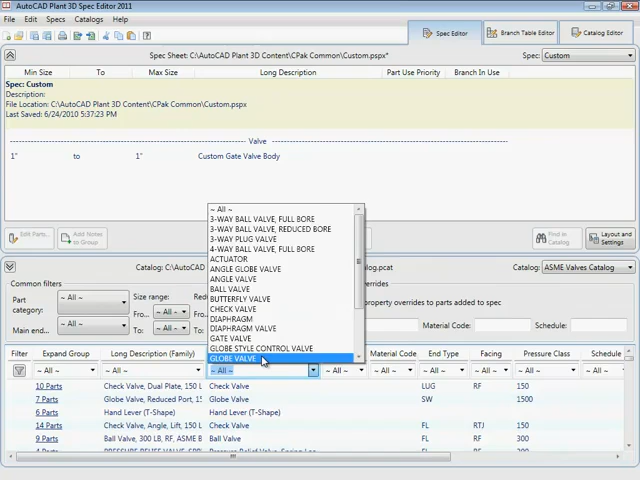 AutoCAD Plant 3D Spec Editor 2011
File Edit Specs Catalogs Help
Spec Editor Branch Table Editor Catalog Editor
Spec Sheet: C:\AutoCAD Plant 3D Content\CPak Common\Custom.pspx* Spec: Custom
Min Size To Max Size Long Description Part Use Priority Branch In Use
Spec: Custom
Description:
File Location: C:\AutoCAD Plant 3D Content\CPak Common\Custom.pspx
Last Saved: 6/24/2010 5:37:23 PM
Valve
1" to 1" Custom Gate Valve Body
~ All ~
3-WAY BALL VALVE, FULL BORE
3-WAY BALL VALVE, REDUCED BORE
3-WAY PLUG VALVE
4-WAY BALL VALVE, FULL BORE
ACTUATOR
ANGLE GLOBE VALVE
ANGLE VALVE
BALL VALVE
BUTTERFLY VALVE
CHECK VALVE
DIAPHRAGM
DIAPHRAGM VALVE
GATE VALVE
GLOBE STYLE CONTROL VALVE
GLOBE VALVE
Edit Parts... Add Notes to Group Find in Catalog Layout and Settings
Catalog: C:\AutoCAD alog.pcat Catalog: ASME Valves Catalog
Common filters overrides
Part category: ~ All ~ Size range: Re
Fro... ~ All ~ property overrides to parts added to spec
Main end... ~ All ~ To: ~ All ~ Material Code: Schedule:
Filter Expand Group Long Description (Family) Material Code End Type Facing Pressure Class Schedule
~ All ~ ~ All ~ ~ All ~ ~ All ~ ~ All ~ ~ All ~ ~ All ~ ~ All ~ ~ All ~
10 Parts Check Valve, Dual Plate, 150 L Check Valve LUG RF 150
7 Parts Globe Valve, Reduced Port, 15 Globe Valve SW 1500
6 Parts Hand Lever (T-Shape) Hand Lever (T-Shape)
14 Parts Check Valve, Angle, Lift, 150 L Check Valve FL RTJ 150
9 Parts Ball Valve, 300 LB, RF, ASME B Ball Valve FL RF 300
4 Parts